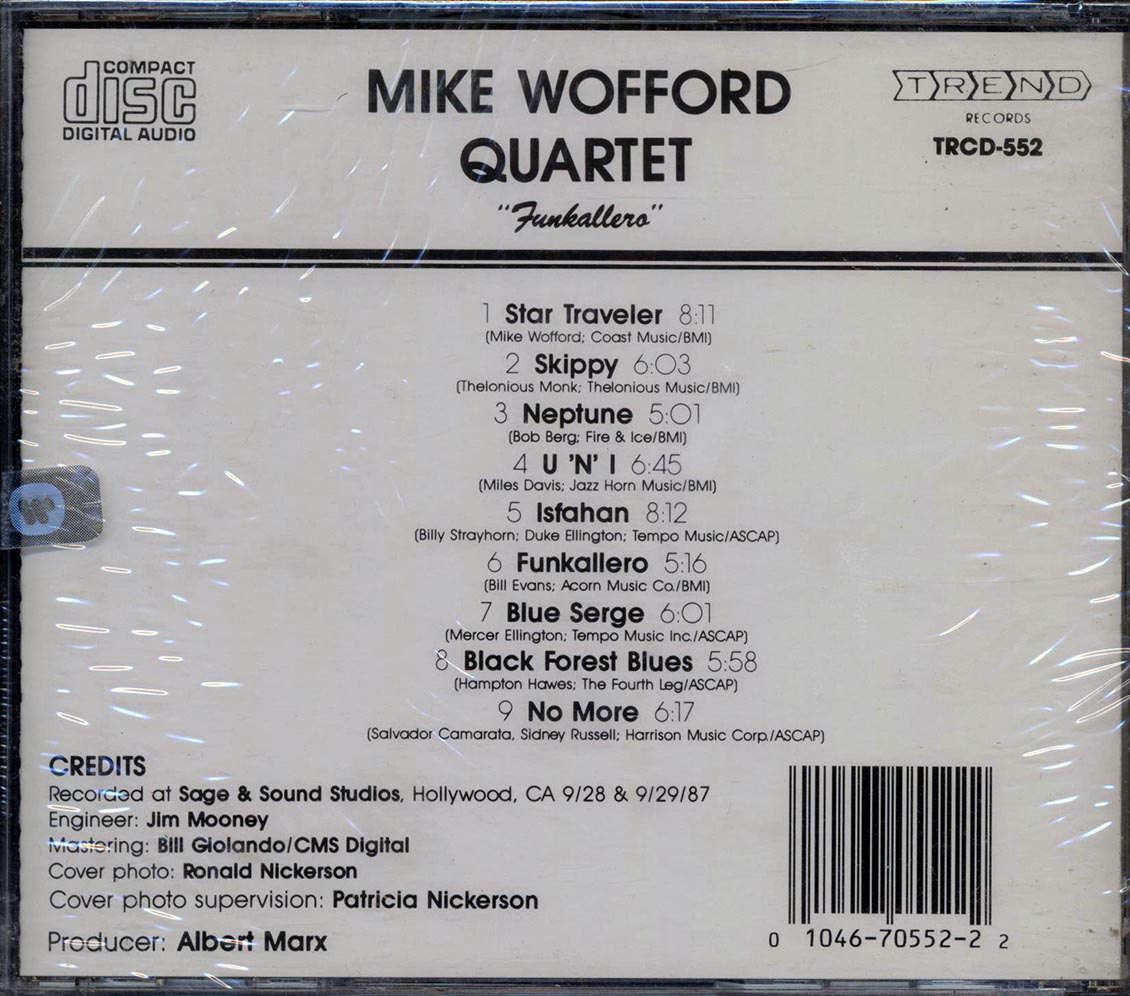 COMPACT
disc
DIGITAL AUDIO
MIKE WOFFORD
QUARTET
"Funkallero"
TREND
RECORDS
TRCD-552
1 Star Traveler 8:11
(Mike Wofford; Coast Music/BMI)
2 Skippy 6:03
(Thelonious Monk; Thelonious Music/BMI)
3 Neptune 5:01
(Bob Berg; Fire & Ice/BMI)
4 U 'N' I 6:45
(Miles Davis; Jazz Horn Music/BMI)
5 Isfahan 8:12
(Billy Strayhorn; Duke Ellington; Tempo Music/ASCAP)
6 Funkallero 5:16
(Bill Evans; Acorn Music Co./BMI)
7 Blue Serge 6:01
(Mercer Ellington; Tempo Music Inc./ASCAP)
8 Black Forest Blues 5:58
(Hampton Hawes; The Fourth Leg/ASCAP)
9 No More 6:17
(Salvador Camarata, Sidney Russell; Harrison Music Corp./ASCAP)
CREDITS
Recorded at Sage & Sound Studios, Hollywood, CA 9/28 & 9/29/87
Engineer: Jim Mooney
Mastering: Bill Giolando/CMS Digital
Cover photo: Ronald Nickerson
Cover photo supervision: Patricia Nickerson
Producer: Albert Marx
0 1046-70552-2 2